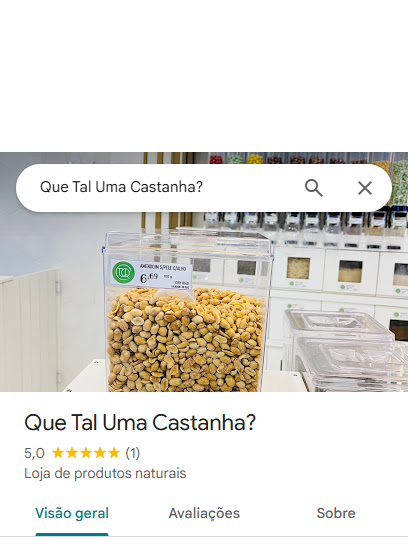 Que Tal Uma Castanha?
AMENDOIM S/PELE C/ALHO
6,69
Que Tal Uma Castanha?
5,0 (1)
Loja de produtos naturais
Visão geral Avaliações Sobre